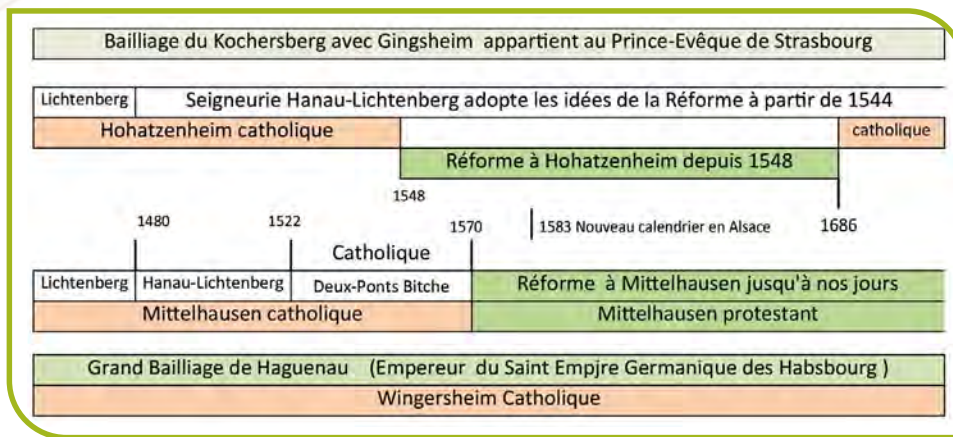 Bailliage du Kochersberg avec Gingsheim appartient au Prince-Evêque de Strasbourg
Lichtenberg Seigneurie Hanau-Lichtenberg adopte les idées de la Réforme à partir de 1544
Hohatzenheim catholique catholique
Réforme à Hohatzenheim depuis 1548
1548
1480 1522 1570 1583 Nouveau calendrier en Alsace 1686
Catholique
Lichtenberg Hanau-Lichtenberg Deux-Ponts Bitche Réforme à Mittelhausen jusqu'à nos jours
Mittelhausen catholique Mittelhausen protestant
Grand Bailliage de Haguenau (Empereur du Saint Empjre Germanique des Habsbourg )
Wingersheim Catholique